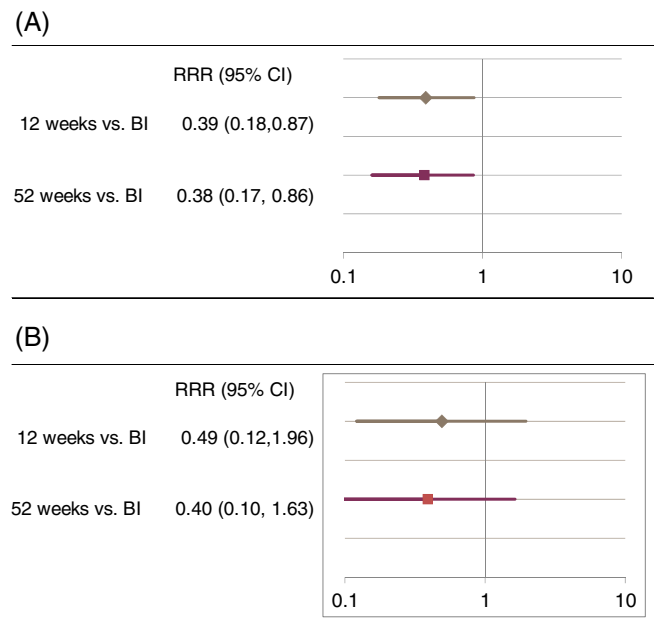 (A)
RRR (95% CI)
12 weeks vs. BI 0.39 (0.18,0.87)
52 weeks vs. BI 0.38 (0.17, 0.86)
0.1 1 10
(B)
RRR (95% CI)
12 weeks vs. BI 0.49 (0.12,1.96)
52 weeks vs. BI 0.40 (0.10, 1.63)
0.1 1 10